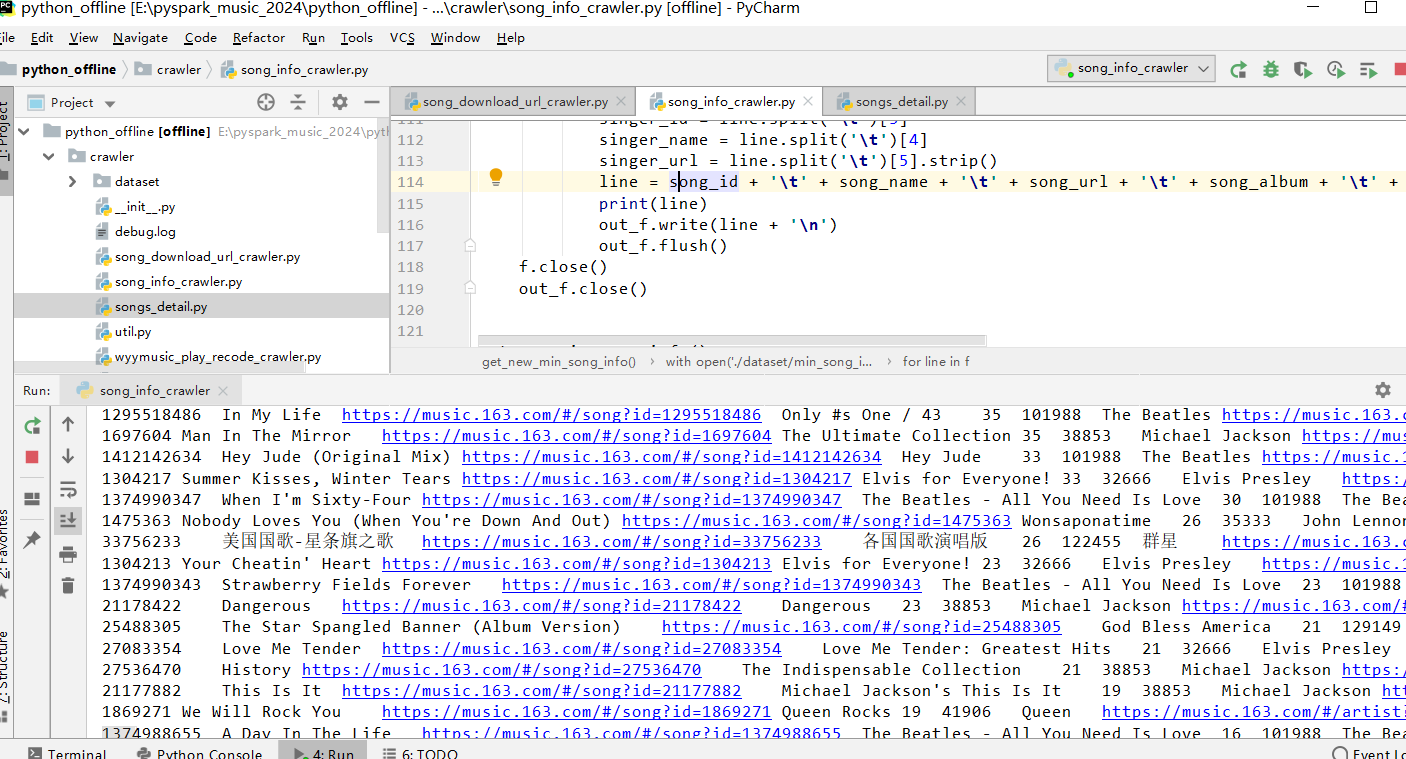 python_offline [E:\pyspark_music_2024\python_offline] - ...\crawler\song_info_crawler.py [offline] - PyCharm
File Edit View Navigate Code Refactor Run Tools VCS Window Help
python_offline crawler song_info_crawler.py song_info_crawler
1: Project
Project song_download_url_crawler.py song_info_crawler.py songs_detail.py
python_offline [offline] E:\pyspark_music_2024\pyth
crawler
dataset
__init__.py
debug.log
song_download_url_crawler.py
song_info_crawler.py
songs_detail.py
util.py
wyymusic_play_recode_crawler.py
111 singer_id = line.split('\t')[3]
112 singer_name = line.split('\t')[4]
113 singer_url = line.split('\t')[5].strip()
114 line = song_id + '\t' + song_name + '\t' + song_url + '\t' + song_album + '\t' +
115 print(line)
116 out_f.write(line + '\n')
117 out_f.flush()
118 f.close()
119 out_f.close()
120
121
get_new_min_song_info() › with open('./dataset/min_song_i... › for line in f
Run: song_info_crawler
1295518486 In My Life https://music.163.com/#/song?id=1295518486 Only #s One / 43 35 101988 The Beatles https://music.163.c
1697604 Man In The Mirror https://music.163.com/#/song?id=1697604 The Ultimate Collection 35 38853 Michael Jackson https://mus
1412142634 Hey Jude (Original Mix) https://music.163.com/#/song?id=1412142634 Hey Jude 33 101988 The Beatles https://music.
1304217 Summer Kisses, Winter Tears https://music.163.com/#/song?id=1304217 Elvis for Everyone! 33 32666 Elvis Presley https:/
1374990347 When I'm Sixty-Four https://music.163.com/#/song?id=1374990347 The Beatles - All You Need Is Love 30 101988 The Bea
1475363 Nobody Loves You (When You're Down And Out) https://music.163.com/#/song?id=1475363 Wonsaponatime 26 35333 John Lennon
33756233 美国国歌-星条旗之歌 https://music.163.com/#/song?id=33756233 各国国歌演唱版 26 122455 群星 https:/
1304213 Your Cheatin' Heart https://music.163.com/#/song?id=1304213 Elvis for Everyone! 23 32666 Elvis Presley https:/
1374990343 Strawberry Fields Forever https://music.163.com/#/song?id=1374990343 The Beatles - All You Need Is Love 23 101988
21178422 Dangerous https://music.163.com/#/song?id=21178422 Dangerous 23 38853 Michael Jackson https://music.163.com/#
25488305 The Star Spangled Banner (Album Version) https://music.163.com/#/song?id=25488305 God Bless America 21 129149
27083354 Love Me Tender https://music.163.com/#/song?id=27083354 Love Me Tender: Greatest Hits 21 32666 Elvis Presley
27536470 History https://music.163.com/#/song?id=27536470 The Indispensable Collection 21 38853 Michael Jackson https:/
21177882 This Is It https://music.163.com/#/song?id=21177882 Michael Jackson's This Is It 19 38853 Michael Jackson htt
1869271 We Will Rock You https://music.163.com/#/song?id=1869271 Queen Rocks 19 41906 Queen https://music.163.com/#/artist?
1374988655 A Day In The Life https://music.163.com/#/song?id=1374988655 The Beatles - All You Need Is Love 16 101988 The Bea
2: Favorites
7: Structure
Terminal Python Console 4: Run 6: TODO Event Lo